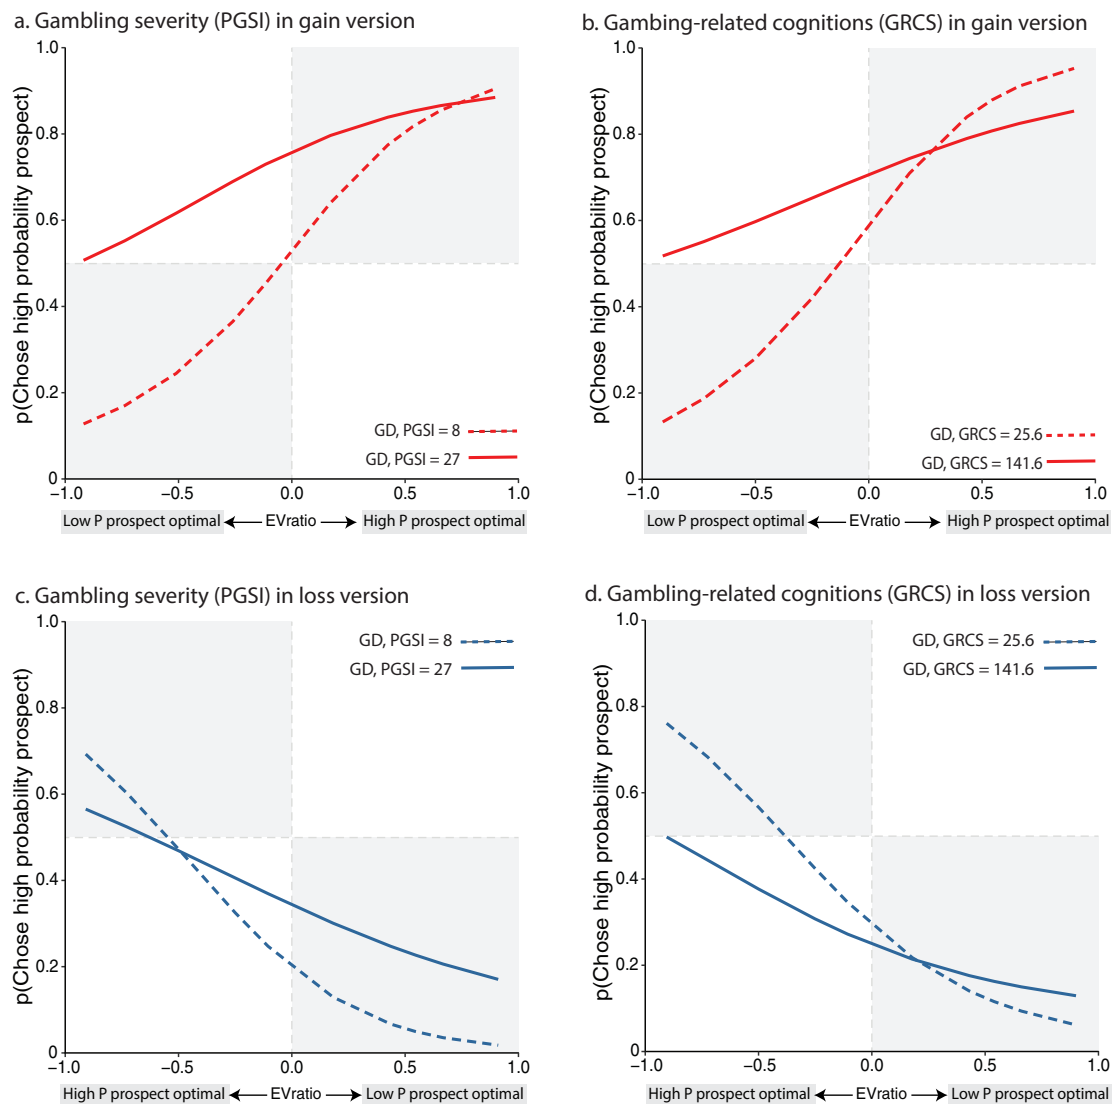 a. Gambling severity (PGSI) in gain version
p(Chose high probability prospect)
1.0
0.8
0.6
0.4
0.2
0
GD, PGSI = 8
GD, PGSI = 27
−1.0 −0.5 0.0 0.5 1.0
Low P prospect optimal EVratio High P prospect optimal
b. Gambing-related cognitions (GRCS) in gain version
p(Chose high probability prospect)
1.0
0.8
0.6
0.4
0.2
0
GD, GRCS = 25.6
GD, GRCS = 141.6
−1.0 −0.5 0.0 0.5 1.0
Low P prospect optimal EVratio High P prospect optimal
c. Gambling severity (PGSI) in loss version
p(Chose high probability prospect)
1.0
0.8
0.6
0.4
0.2
0
GD, PGSI = 8
GD, PGSI = 27
−1.0 −0.5 0.0 0.5 1.0
High P prospect optimal EVratio Low P prospect optimal
d. Gambling-related cognitions (GRCS) in loss version
p(Chose high probability prospect)
1.0
0.8
0.6
0.4
0.2
0
GD, GRCS = 25.6
GD, GRCS = 141.6
−1.0 −0.5 0.0 0.5 1.0
High P prospect optimal EVratio Low P prospect optimal